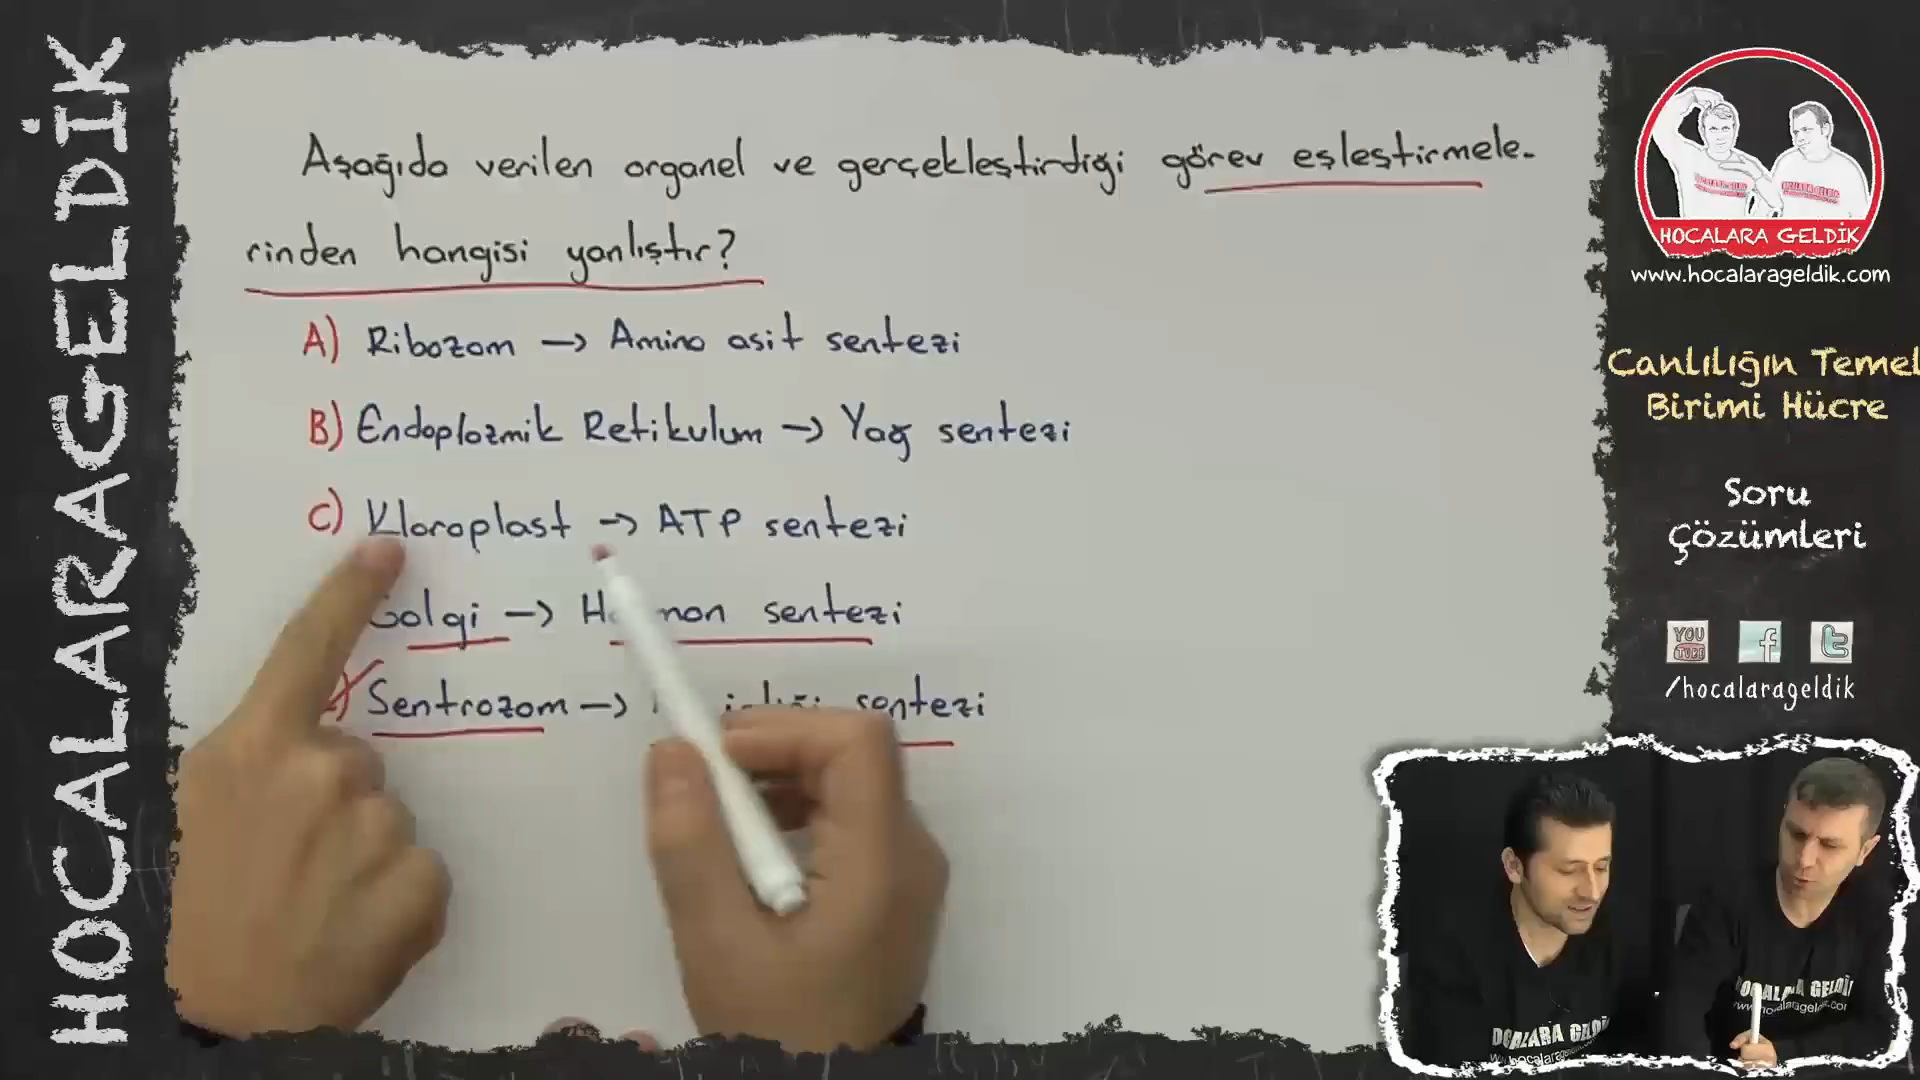 HOCALARAGELDİK
Aşağıda verilen organel ve gerçekleştirdiği görev eşleştirmele-
rinden hangisi yanlıştır?
A) Ribozom → Amino asit sentezi
B) Endoplazmik Retikulum → Yağ sentezi
C) Kloroplast → ATP sentezi
Golgi → sentezi
Sentrozom → sentezi
HOCALARA GELDİK
www.hocalarageldik.com
Canlılığın Temel
Birimi Hücre
Soru
Çözümleri
YOU
TUBE
f
t
/hocalarageldik